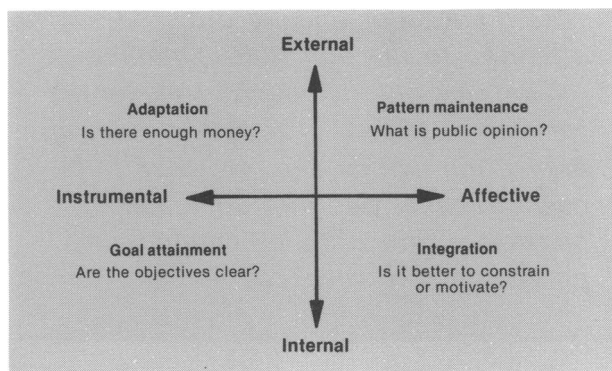 External
Adaptation
Is there enough money?
Pattern maintenance
What is public opinion?
Instrumental
Affective
Goal attainment
Are the objectives clear?
Integration
Is it better to constrain
or motivate?
Internal